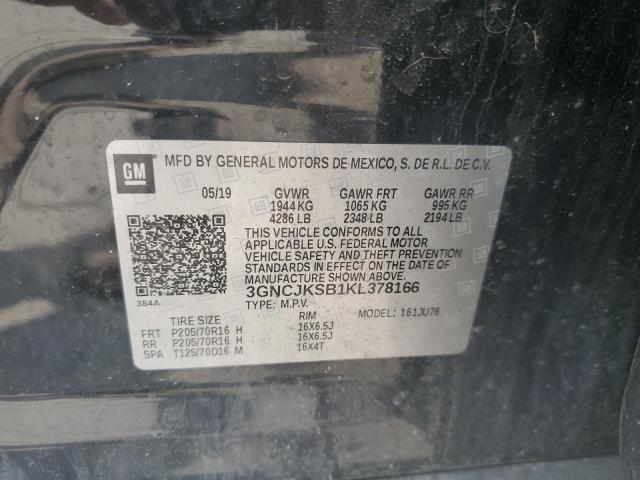 GM
MFD BY GENERAL MOTORS DE MEXICO, S. DE R.L. DE C.V.
05/19 GVWR GAWR FRT GAWR RR
1944 KG 1065 KG 995 KG
4286 LB 2348 LB 2194 LB
THIS VEHICLE CONFORMS TO ALL
APPLICABLE U.S. FEDERAL MOTOR
VEHICLE SAFETY AND THEFT PREVENTION
STANDARDS IN EFFECT ON THE DATE OF
MANUFACTURE SHOWN ABOVE.
384A 3GNCJKSB1KL378166
TYPE: M.P.V. MODEL: 161JU76
TIRE SIZE RIM
FRT P205/70R16 H 16X6.5J
RR P205/70R16 H 16X6.5J
SPA T125/70D16 M 16X4T